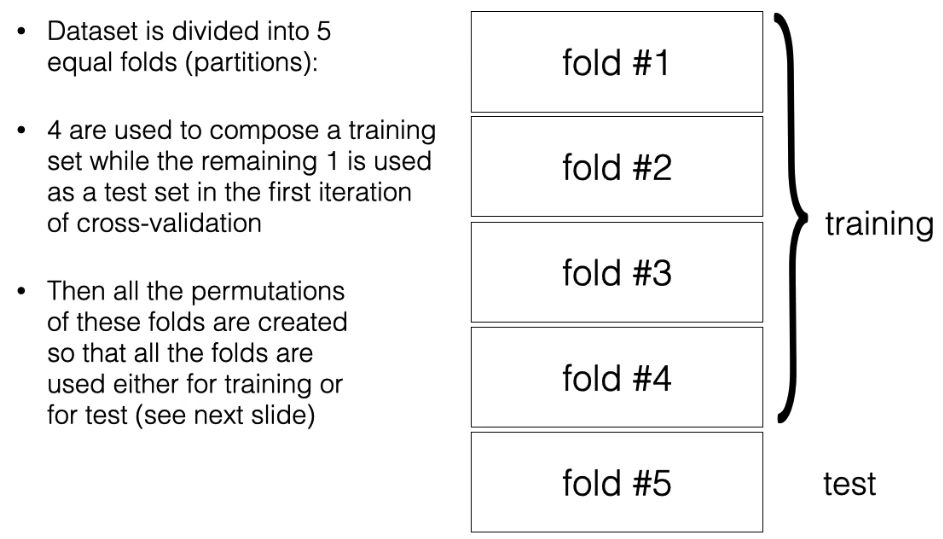 • Dataset is divided into 5
equal folds (partitions):
• 4 are used to compose a training
set while the remaining 1 is used
as a test set in the first iteration
of cross-validation
• Then all the permutations
of these folds are created
so that all the folds are
used either for training or
for test (see next slide)
fold #1
fold #2
fold #3
fold #4
fold #5
training
test